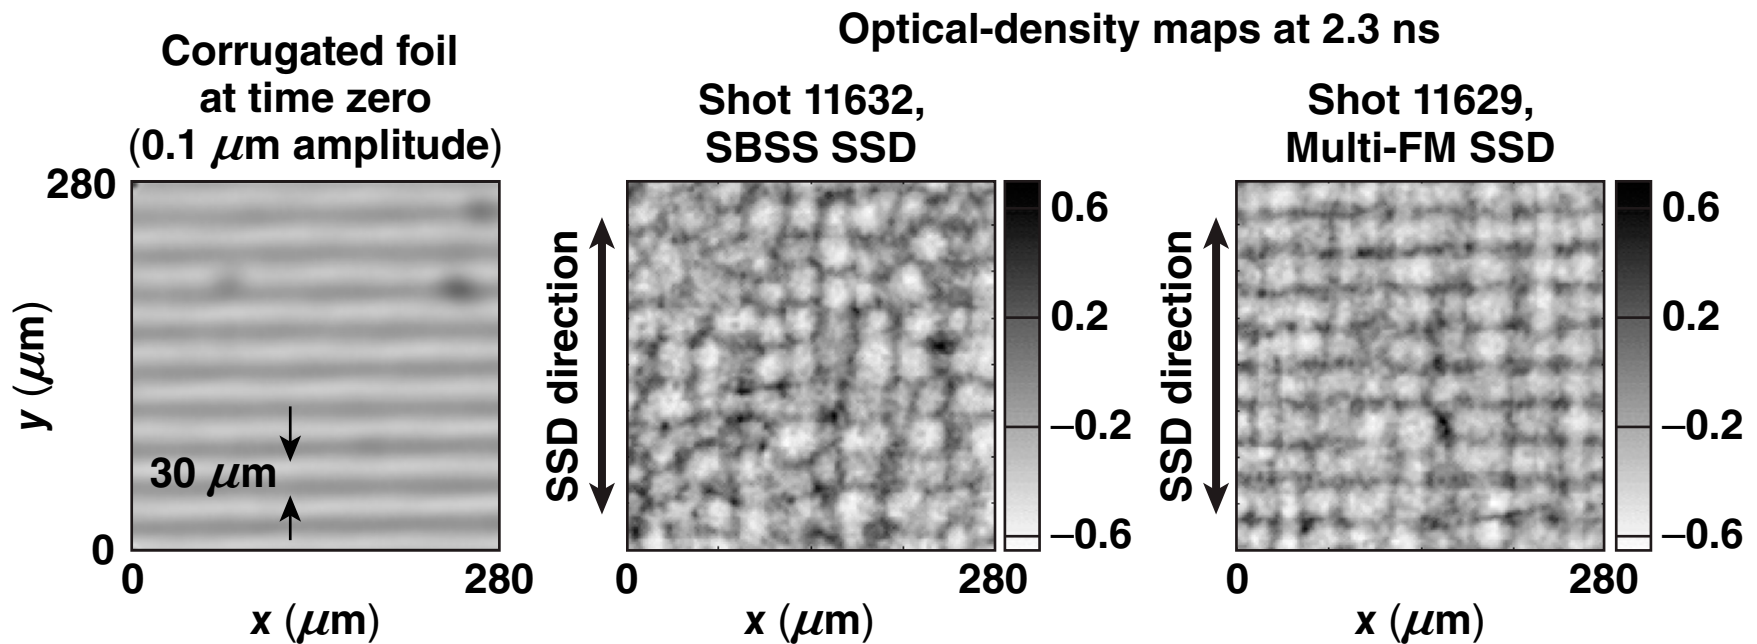 Optical-density maps at 2.3 ns
Corrugated foil
at time zero
(0.1 μm amplitude)
Shot 11632,
SBSS SSD
Shot 11629,
Multi-FM SSD
280
y (μm)
30 μm
0
0
280
x (μm)
SSD direction
0
280
x (μm)
0.6
0.2
−0.2
−0.6
SSD direction
0
280
x (μm)
0.6
0.2
−0.2
−0.6